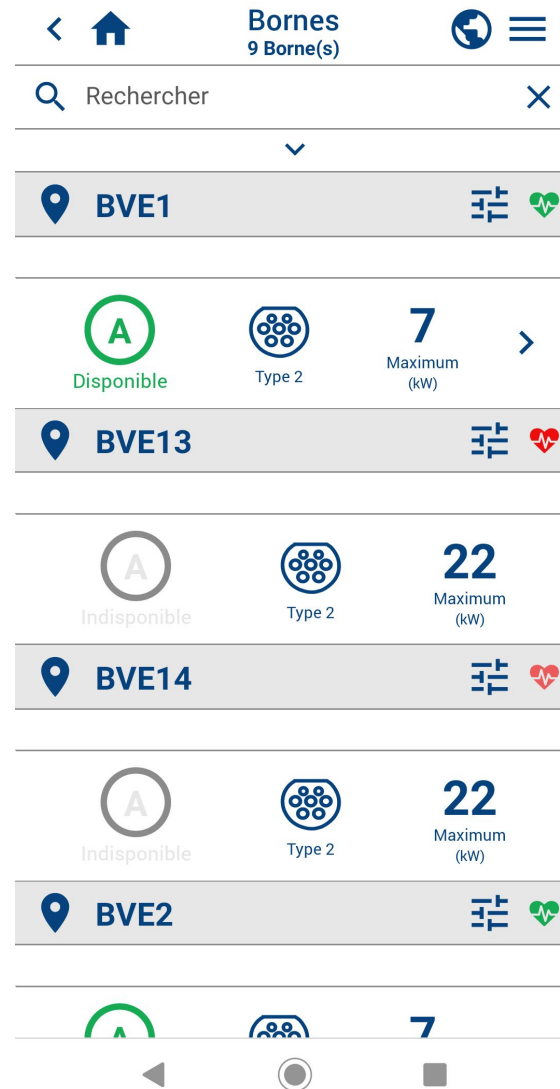 Bornes
9 Borne(s)
Rechercher
BVE1
A
Disponible
Type 2
7
Maximum
(kW)
BVE13
A
Indisponible
Type 2
22
Maximum
(kW)
BVE14
A
Indisponible
Type 2
22
Maximum
(kW)
BVE2
A
7